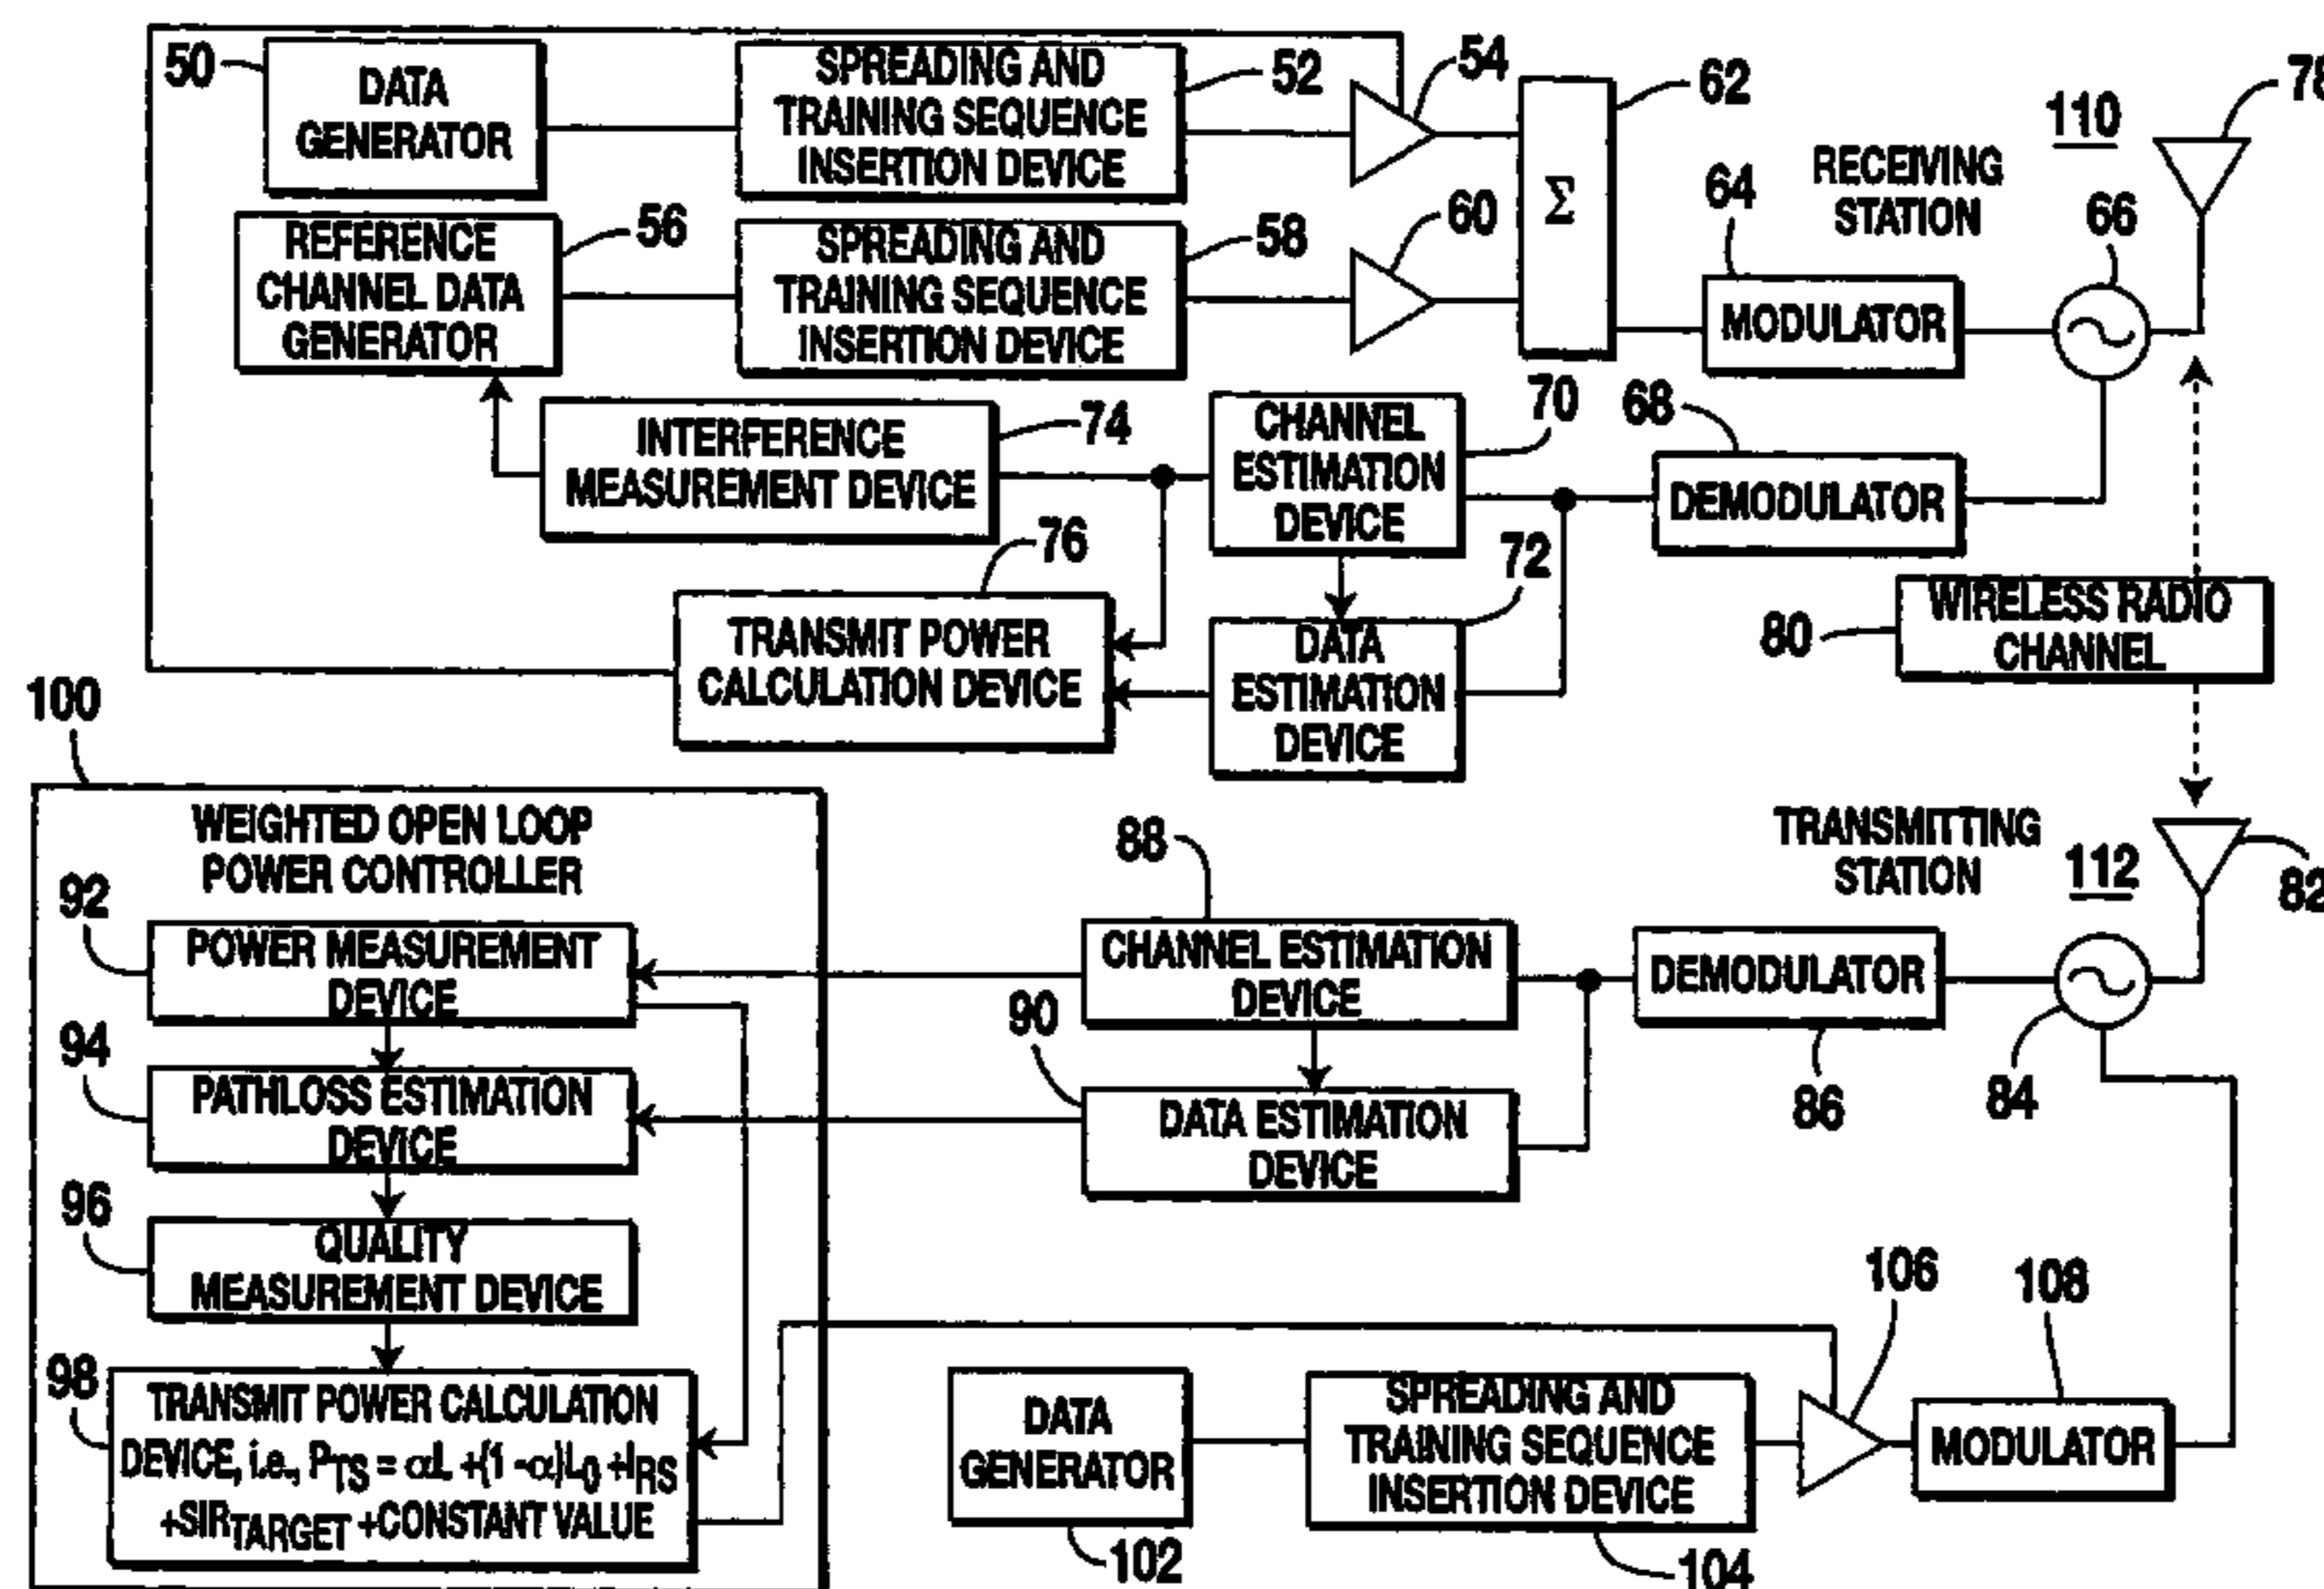 50
DATA
GENERATOR
SPREADING AND
TRAINING SEQUENCE
INSERTION DEVICE
52
54
62
Σ
110
78
RECEIVING
STATION
56
REFERENCE
CHANNEL DATA
GENERATOR
SPREADING AND
TRAINING SEQUENCE
INSERTION DEVICE
58
60
64
MODULATOR
66
INTERFERENCE
MEASUREMENT DEVICE
74
CHANNEL
ESTIMATION
DEVICE
70
68
DEMODULATOR
76
TRANSMIT POWER
CALCULATION DEVICE
72
DATA
ESTIMATION
DEVICE
80
WIRELESS RADIO
CHANNEL
100
WEIGHTED OPEN LOOP
POWER CONTROLLER
92
POWER MEASUREMENT
DEVICE
94
PATHLOSS ESTIMATION
DEVICE
96
QUALITY
MEASUREMENT DEVICE
98
TRANSMIT POWER CALCULATION
DEVICE, i.e., PTS = αL +(1 -α)L0 +IRS
+SIRTARGET +CONSTANT VALUE
88
CHANNEL ESTIMATION
DEVICE
90
DATA ESTIMATION
DEVICE
TRANSMITTING
STATION
112
82
DEMODULATOR
86
84
DATA
GENERATOR
102
SPREADING AND
TRAINING SEQUENCE
INSERTION DEVICE
104
106
108
MODULATOR